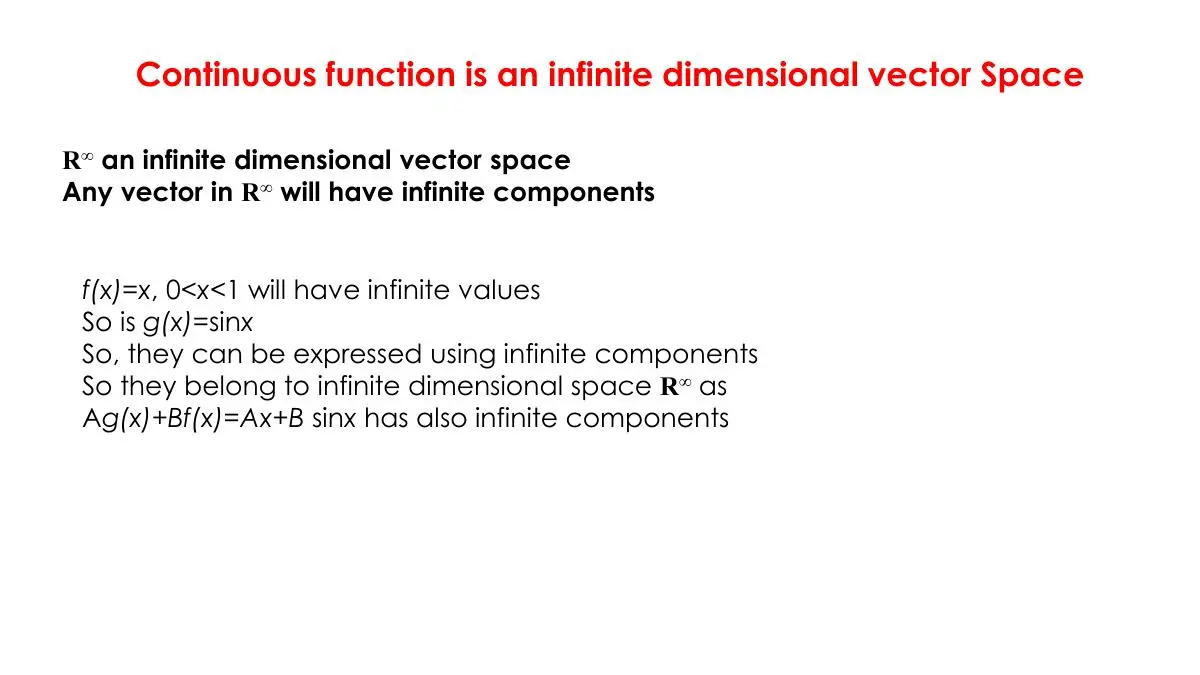 Continuous function is an infinite dimensional vector Space
R∞ an infinite dimensional vector space
Any vector in R∞ will have infinite components
f(x)=x, 0<x<1 will have infinite values
So is g(x)=sinx
So, they can be expressed using infinite components
So they belong to infinite dimensional space R∞ as
Ag(x)+Bf(x)=Ax+B sinx has also infinite components